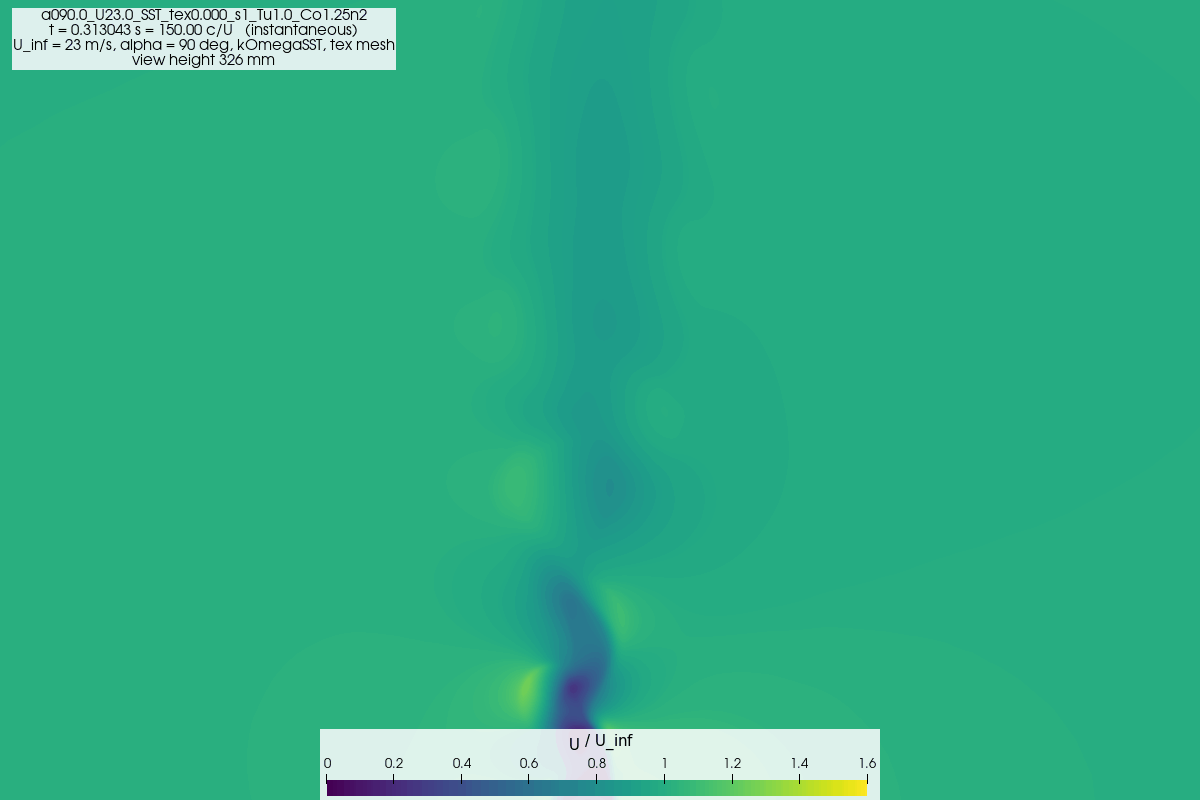 a090.0_U23.0_SST_tex0.000_s1_Tu1.0_Co1.25n2
t = 0.313043 s = 150.00 c/U (instantaneous)
U_inf = 23 m/s, alpha = 90 deg, kOmegaSST, tex mesh
view height 326 mm
U / U_inf
0 0.2 0.4 0.6 0.8 1 1.2 1.4 1.6